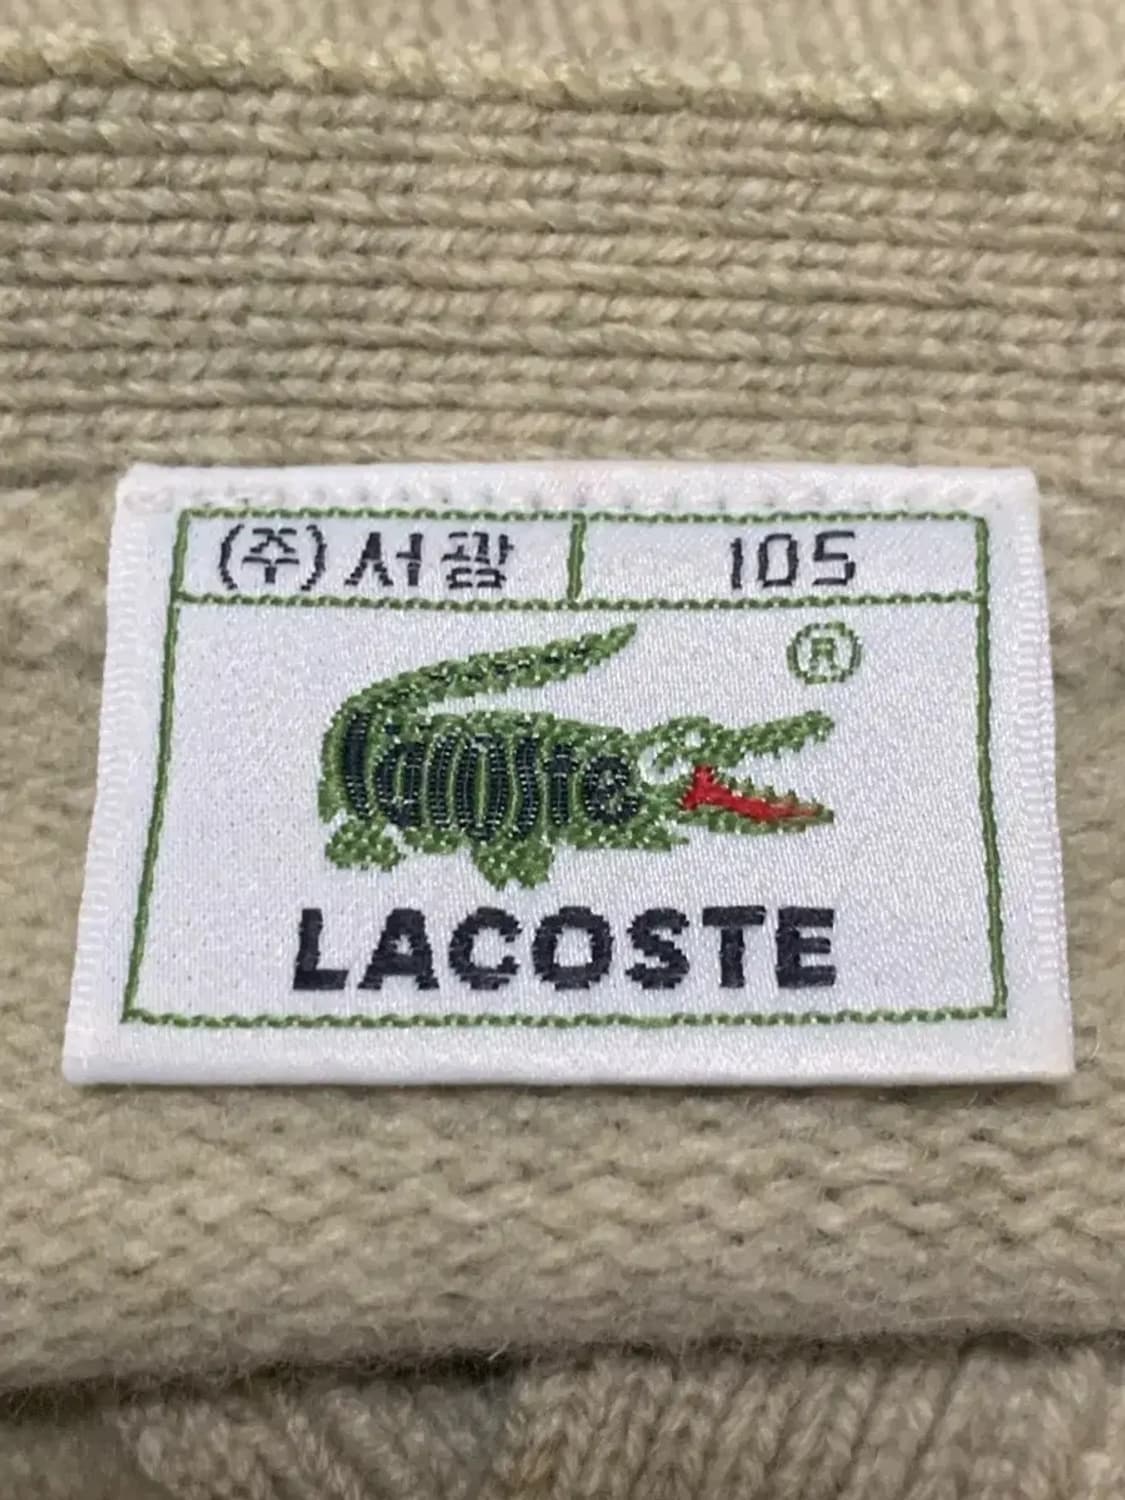 (주)서광 105
®
Lacoste
LACOSTE